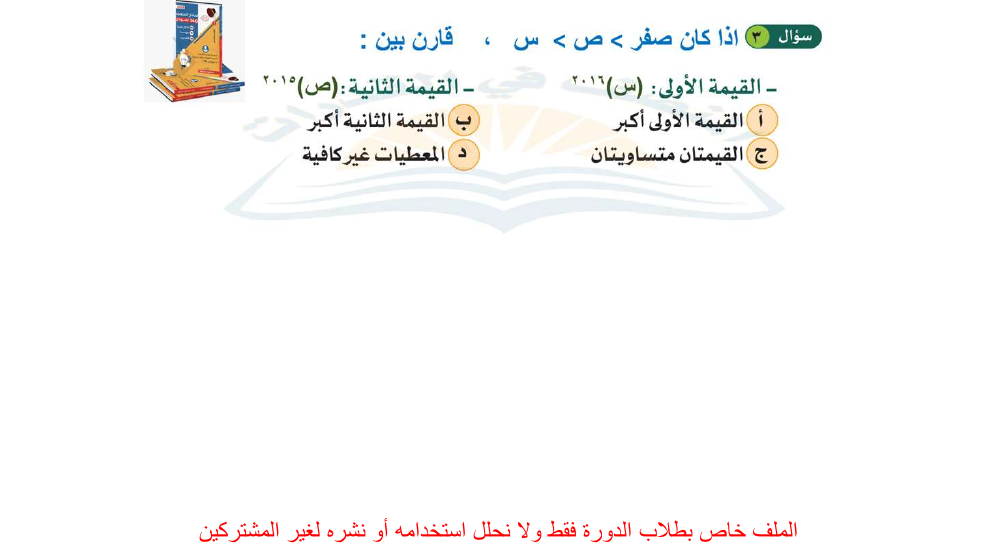 سؤال ٣ اذا كان صفر < ص < س ، قارن بين :
- القيمة الأولى: (س)٢٠١٦ - القيمة الثانية: (ص)٢٠١٥
أ القيمة الأولى أكبر ب القيمة الثانية أكبر
ج القيمتان متساويتان د المعطيات غير كافية
الملف خاص بطلاب الدورة فقط ولا نحلل استخدامه أو نشره لغير المشتركين